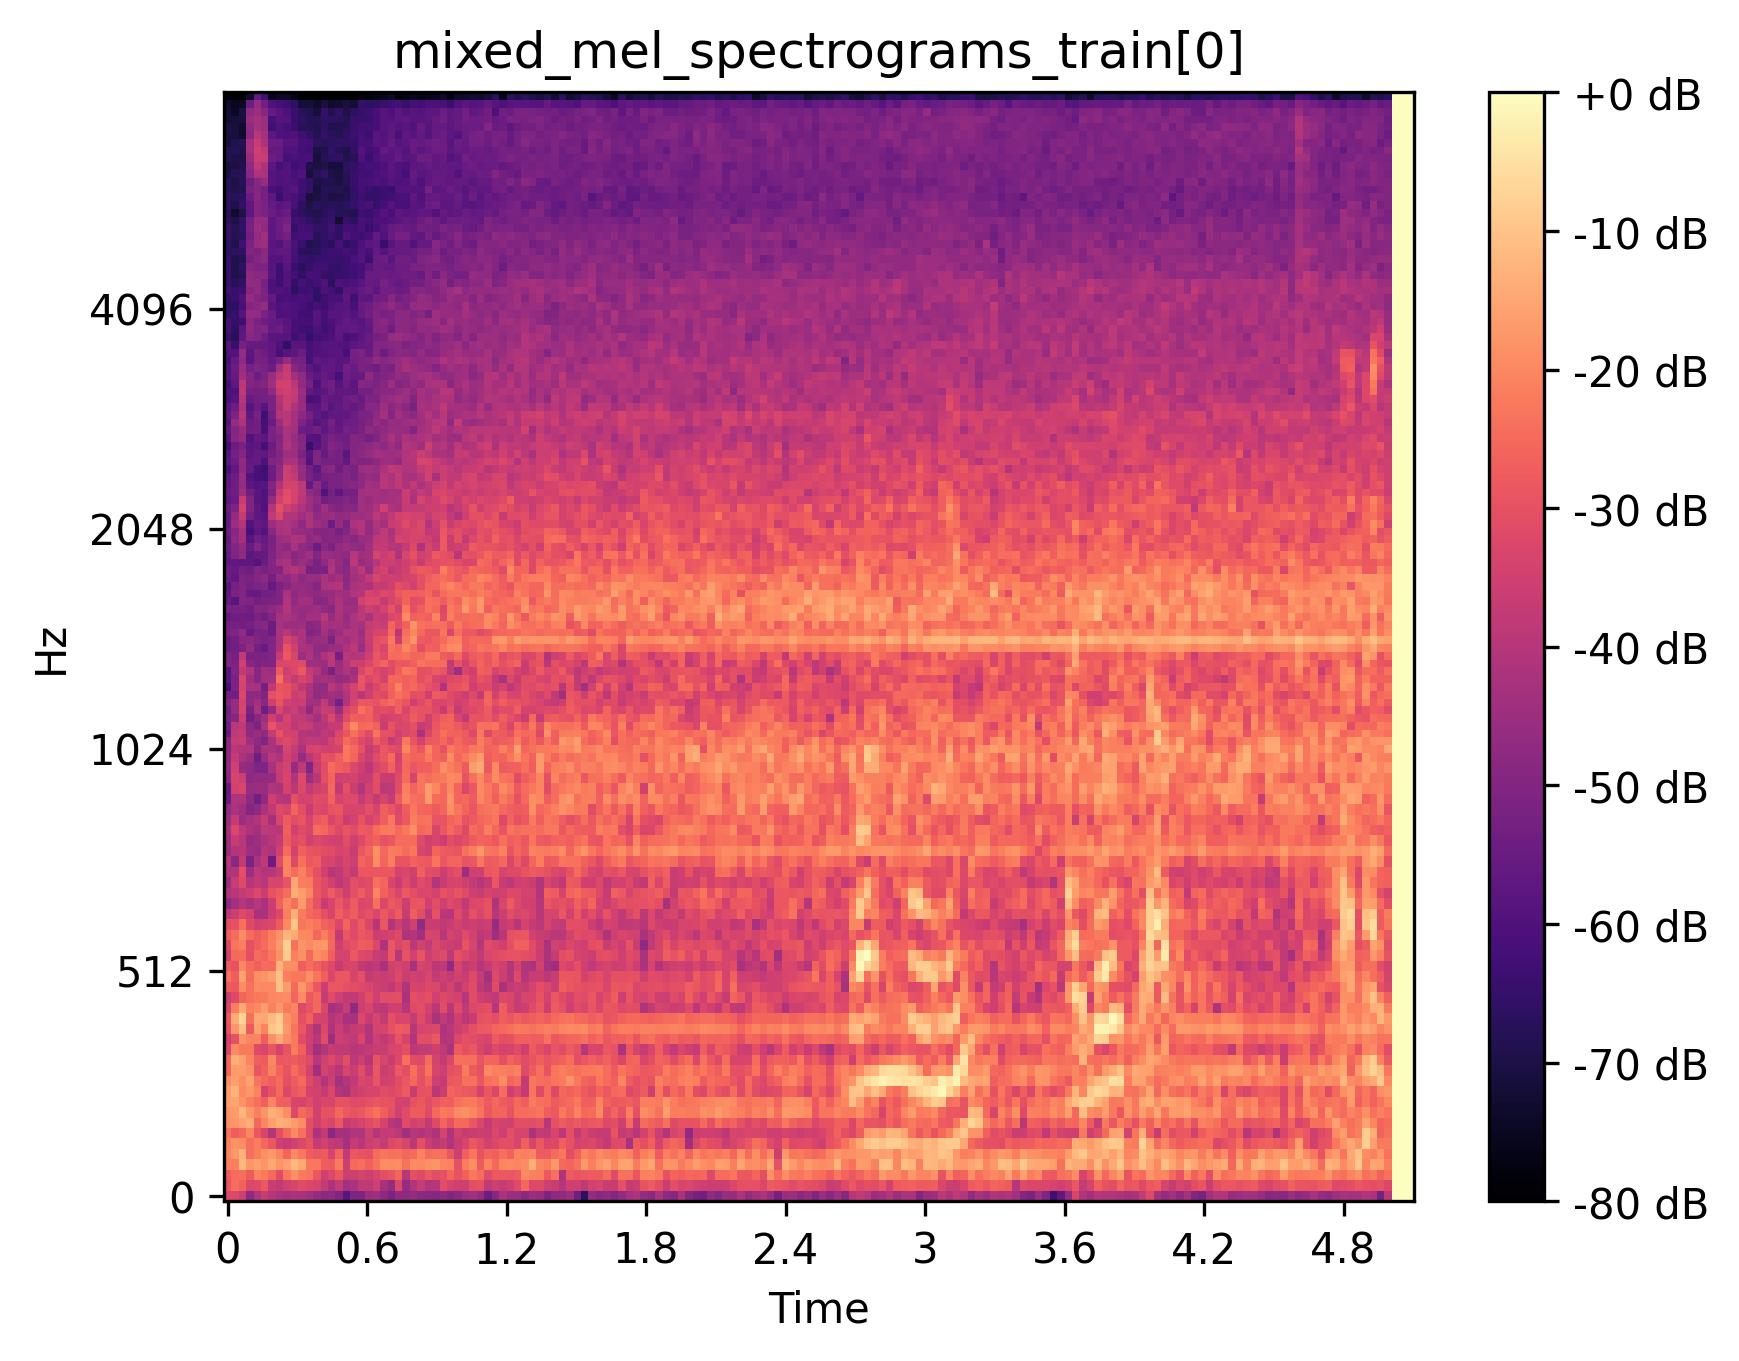 mixed_mel_spectrograms_train[0]
+0 dB
-10 dB
-20 dB
-30 dB
-40 dB
-50 dB
-60 dB
-70 dB
-80 dB
4096
2048
1024
512
0
Hz
0 0.6 1.2 1.8 2.4 3 3.6 4.2 4.8
Time